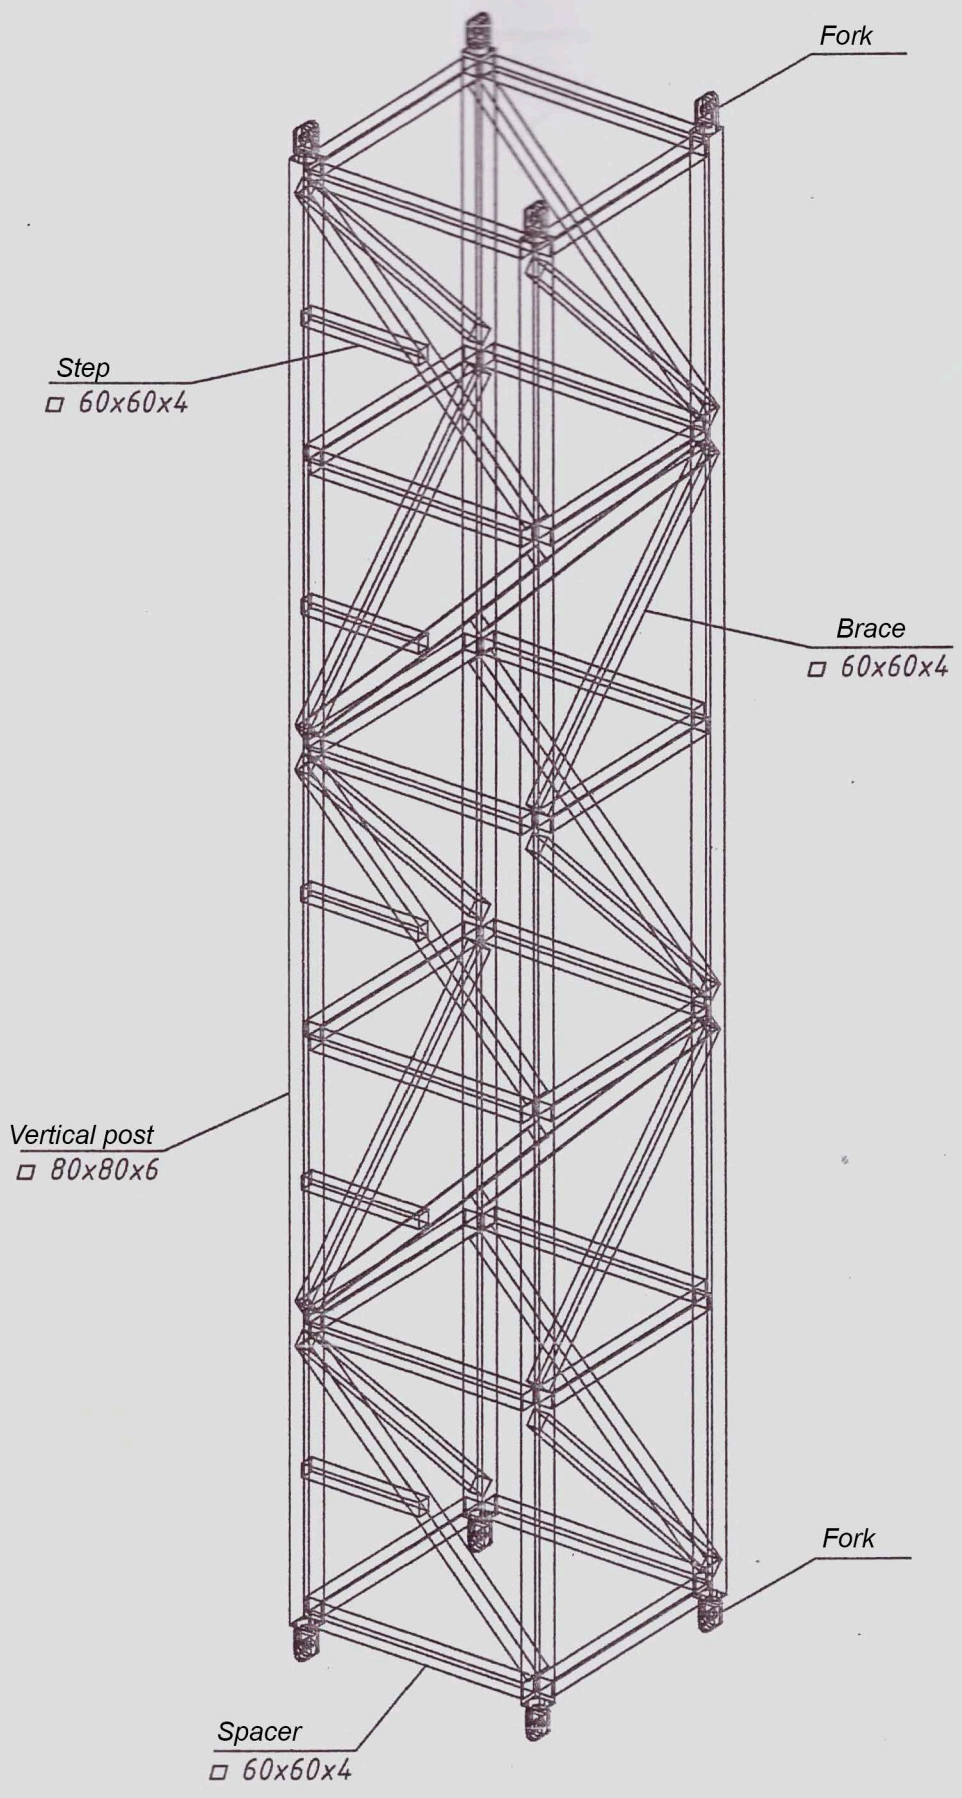 Fork
Step
□ 60x60x4
Brace
□ 60x60x4
Vertical post
□ 80x80x6
Fork
Spacer
□ 60x60x4